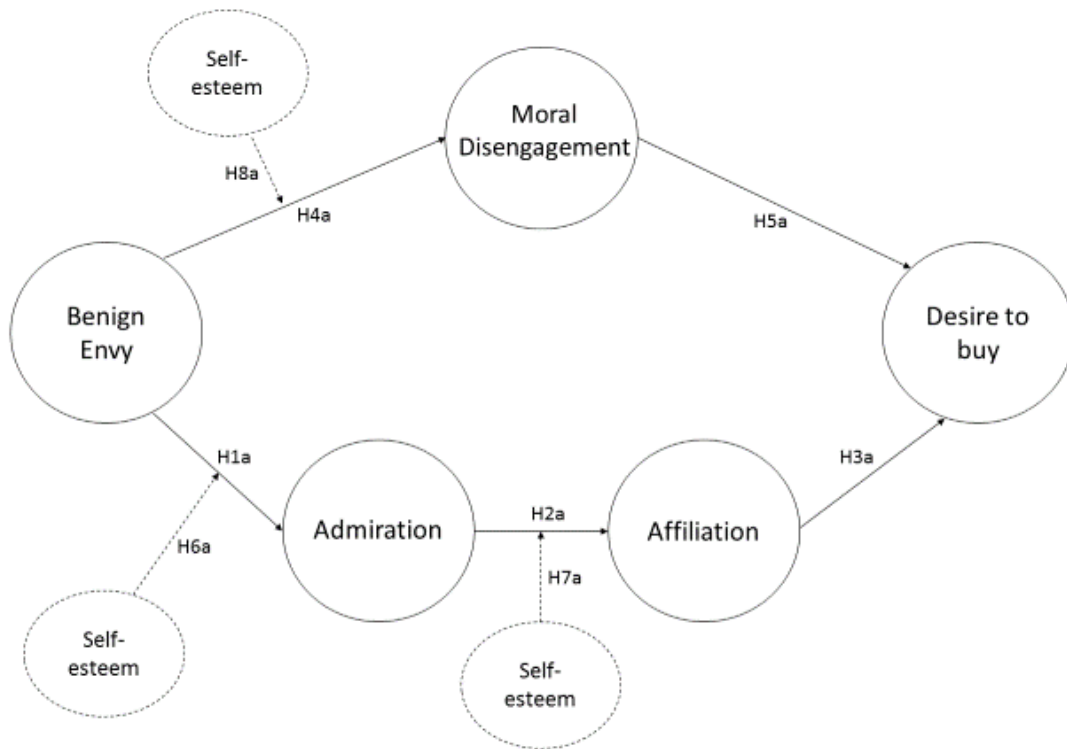 Self-
esteem
Moral
Disengagement
H8a
H4a
H5a
Benign
Envy
Desire to
buy
H1a
H3a
Admiration
H2a
Affiliation
H6a
H7a
Self-
esteem
Self-
esteem